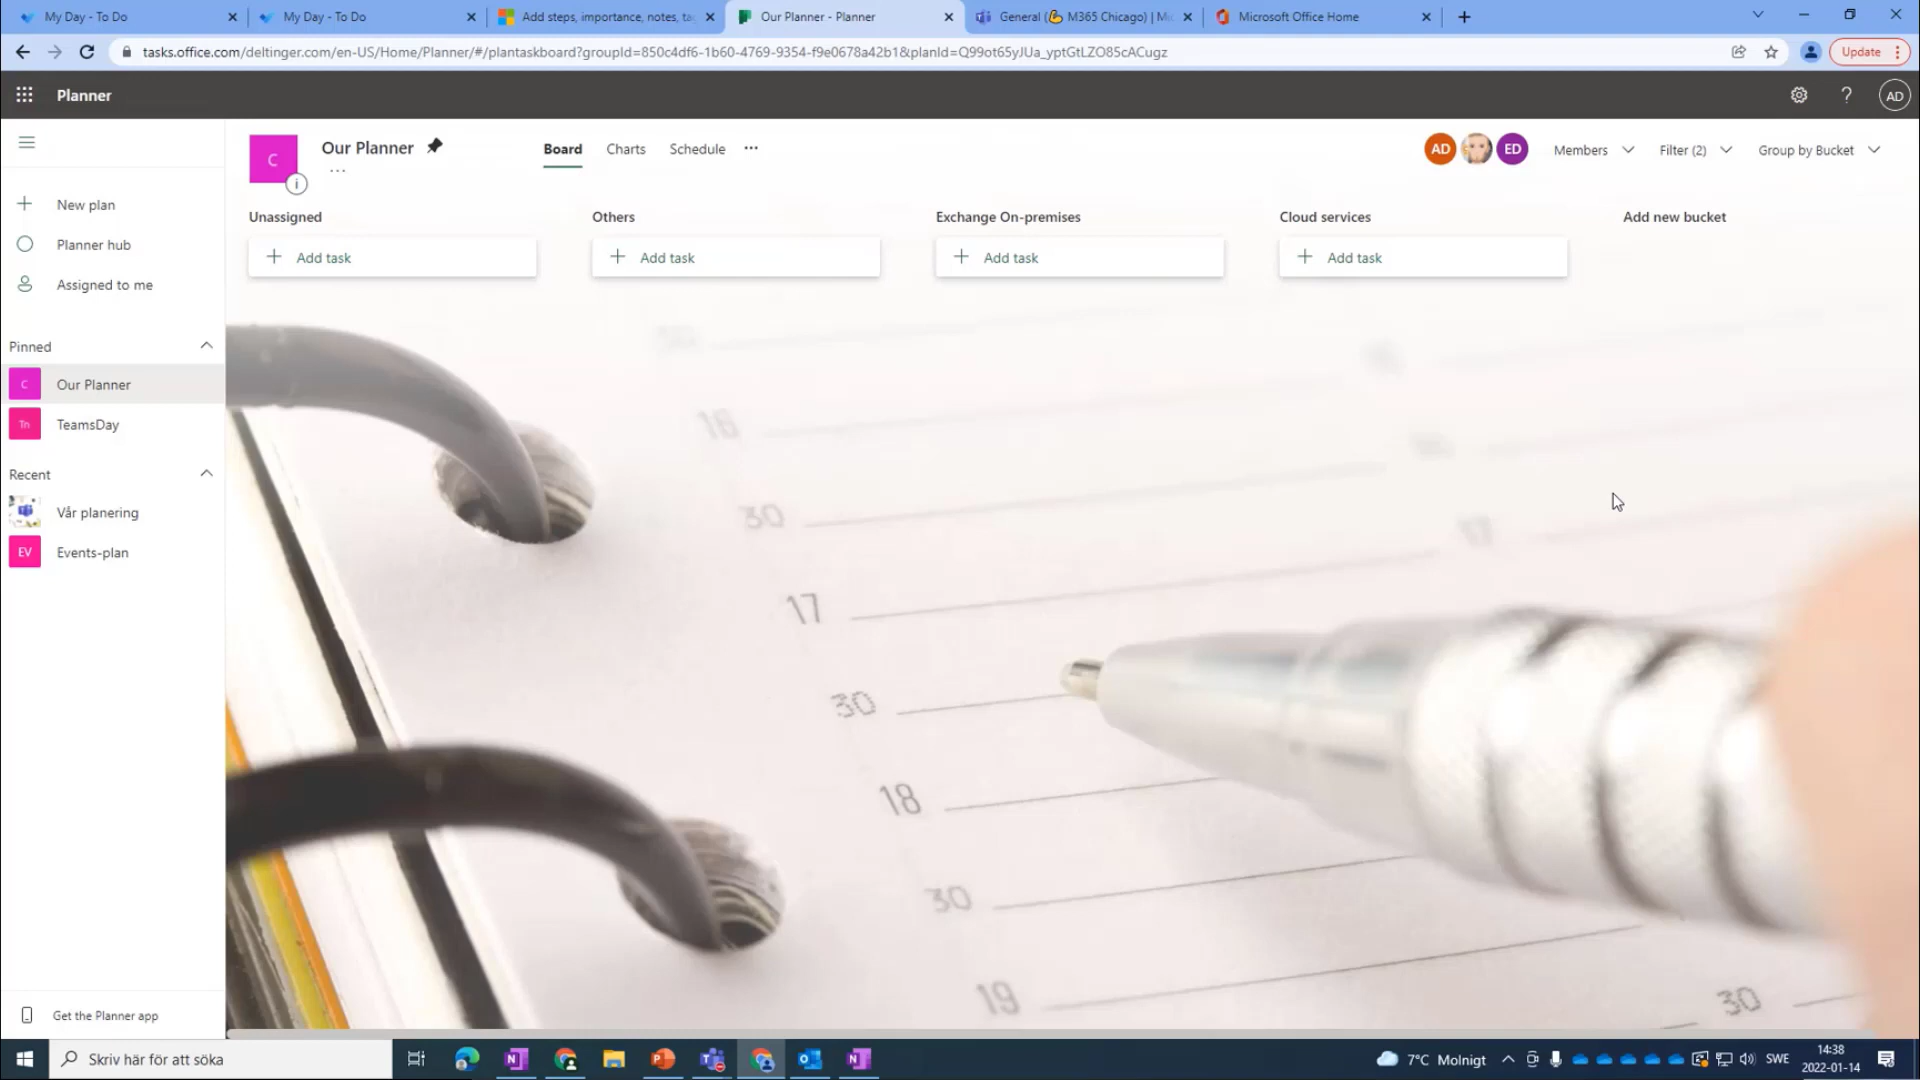 My Day - To Do
My Day - To Do
Add steps, importance, notes, ta
Our Planner - Planner
General (💪 M365 Chicago) | Mi
Microsoft Office Home
tasks.office.com/deltinger.com/en-US/Home/Planner/#/plantaskboard?groupId=850c4df6-1b60-4769-9354-f9e0678a42b1&planId=Q99ot65yJUa_yptGtLZO85cACugz
Update
Planner
AD
C
Our Planner
Board
Charts
Schedule
AD
ED
Members
Filter (2)
Group by Bucket
New plan
Planner hub
Assigned to me
Pinned
C
Our Planner
Tn
TeamsDay
Recent
Vår planering
EV
Events-plan
Get the Planner app
Unassigned
Others
Exchange On-premises
Cloud services
Add new bucket
Add task
Add task
Add task
Add task
16
30
17
17
30
18
30
19
30
Skriv här för att söka
7°C Molnigt
SWE
14:38
2022-01-14